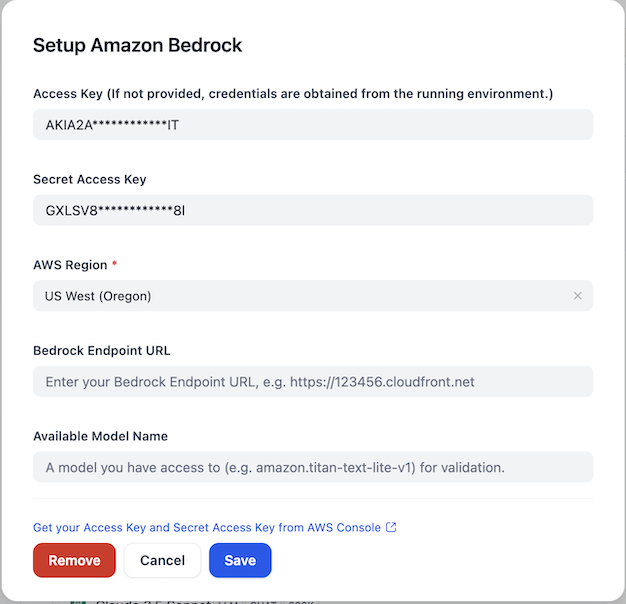 Setup Amazon Bedrock
Access Key (If not provided, credentials are obtained from the running environment.)
AKIA2A************IT
Secret Access Key
GXLSV8************8I
AWS Region *
US West (Oregon)
Bedrock Endpoint URL
Enter your Bedrock Endpoint URL, e.g. https://123456.cloudfront.net
Available Model Name
A model you have access to (e.g. amazon.titan-text-lite-v1) for validation.
Get your Access Key and Secret Access Key from AWS Console
Remove
Cancel
Save